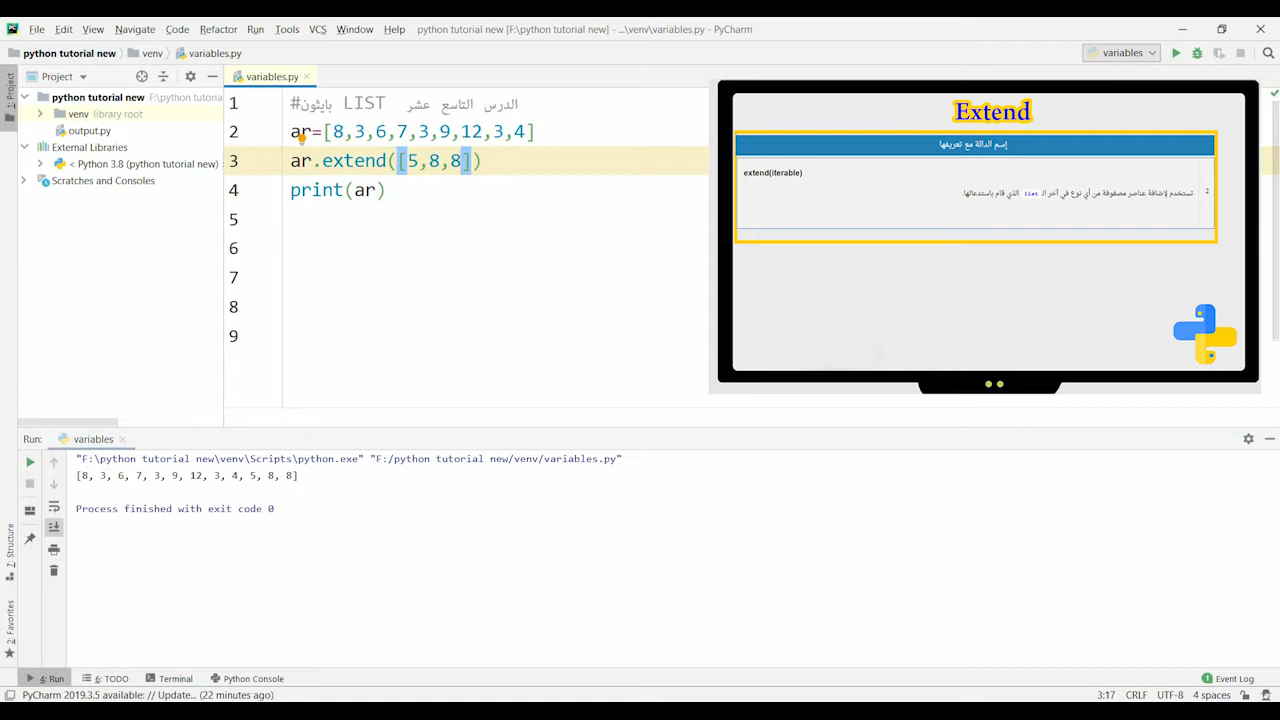 File Edit View Navigate Code Refactor Run Tools VCS Window Help python tutorial new [F:\python tutorial new] - ...\venv\variables.py - PyCharm
python tutorial new venv variables.py variables
1: Project
Project
variables.py
python tutorial new F:\python tutoria
venv library root
output.py
External Libraries
< Python 3.8 (python tutorial new)
Scratches and Consoles
1 #الدرس التاسع عشر LIST بايثون
2 ar=[8,3,6,7,3,9,12,3,4]
3 ar.extend([5,8,8])
4 print(ar)
5
6
7
8
9
Extend
إسم الدالة مع تعريفها
extend(iterable)
تستخدم لإضافة عناصر مصفوفة من أي نوع في آخر الـ list الذي قام باستدعائها.
2
Run: variables
"F:\python tutorial new\venv\Scripts\python.exe" "F:/python tutorial new/venv/variables.py"
[8, 3, 6, 7, 3, 9, 12, 3, 4, 5, 8, 8]
Process finished with exit code 0
7: Structure
2: Favorites
4: Run 6: TODO Terminal Python Console Event Log
PyCharm 2019.3.5 available: // Update... (22 minutes ago) 3:17 CRLF UTF-8 4 spaces